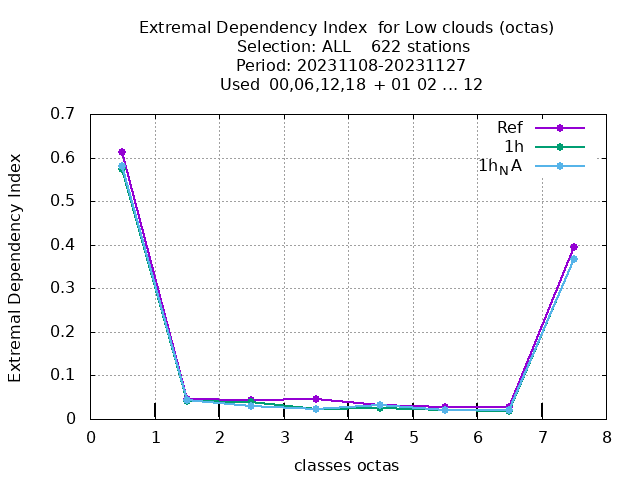 Extremal Dependency Index  for Low clouds (octas)
Selection: ALL    622 stations
Period: 20231108-20231127
Used  00,06,12,18  + 01 02 ... 12
Ref
1h
1hNA
0.7
0.6
0.5
0.4
0.3
0.2
0.1
0
Extremal Dependency Index
0 1 2 3 4 5 6 7 8
classes octas